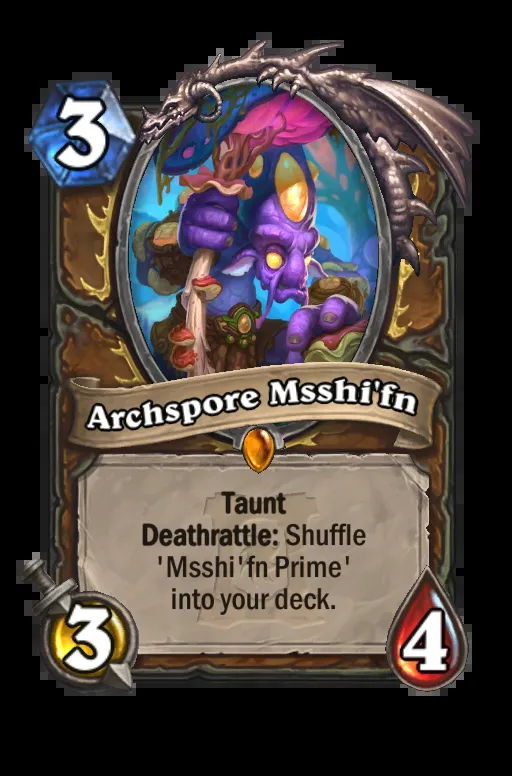 3
Archspore Msshi'fn
Taunt
Deathrattle: Shuffle
'Msshi'fn Prime'
into your deck.
3
4